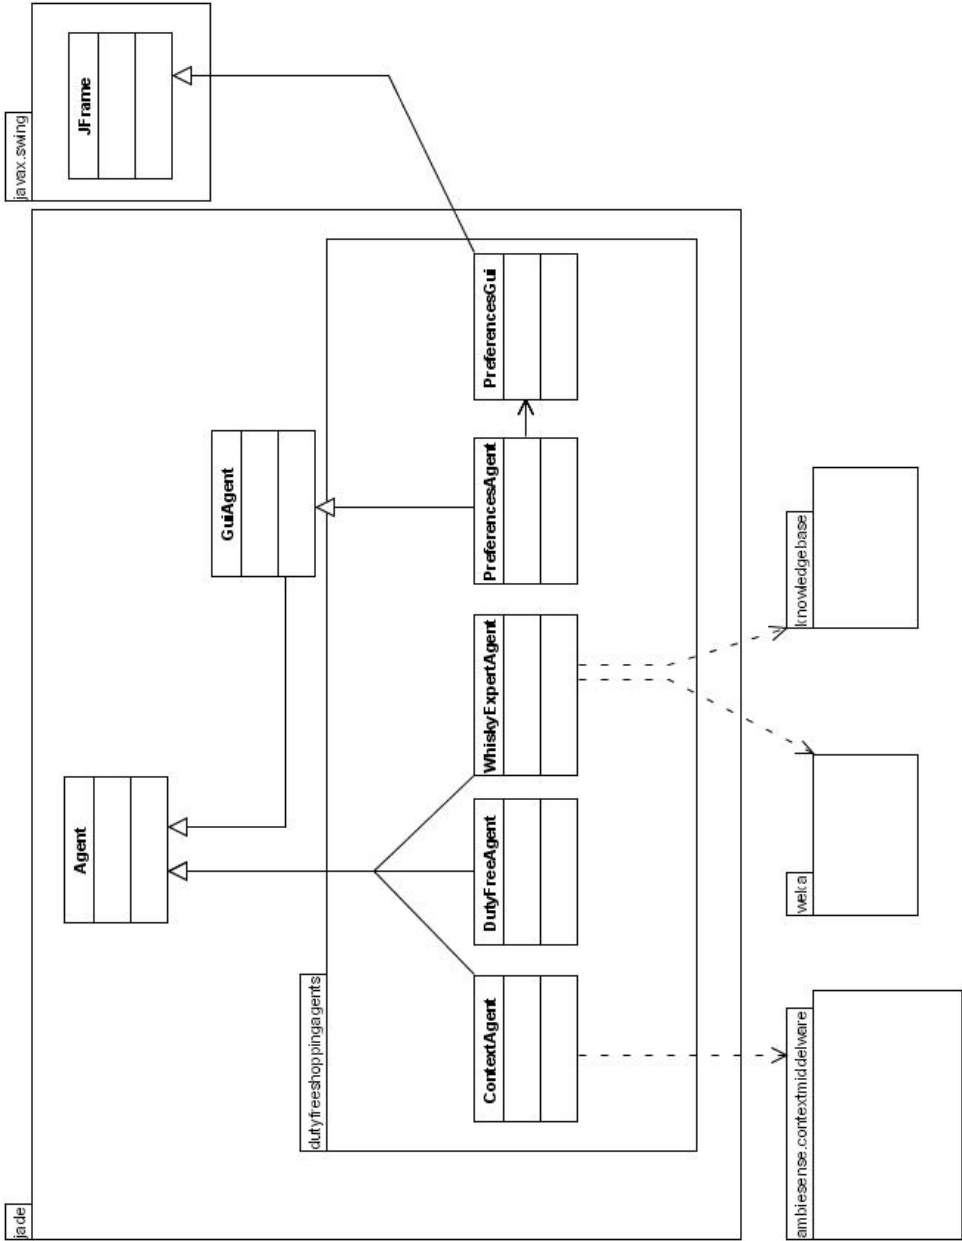 jade
javax.swing
Agent
GuiAgent
JFrame
dutyfreeshoppingagents
ContextAgent
DutyFreeAgent
WhiskyExpertAgent
PreferencesAgent
PreferencesGui
ambiesense.contextmiddelware
weka
knowledgebase